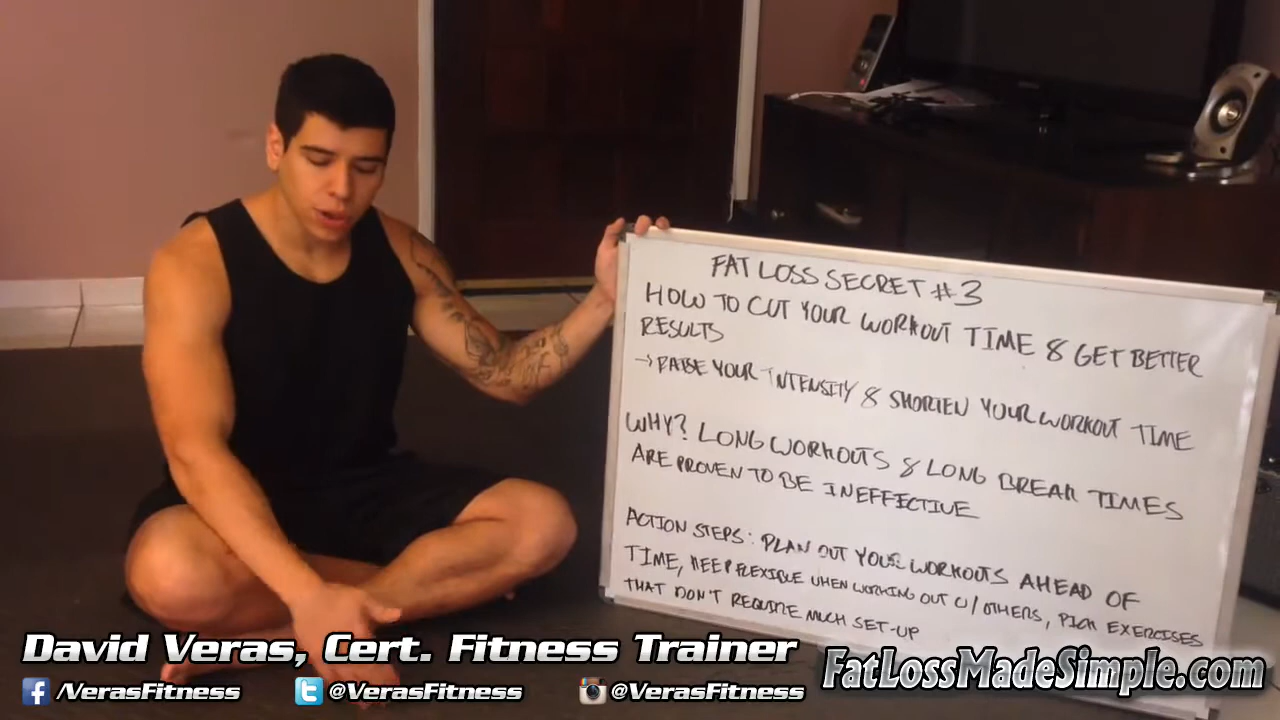 FAT LOSS SECRET #3
HOW TO CUT YOUR WORKOUT TIME & GET BETTER
RESULTS
→ RAISE YOUR INTENSITY & SHORTEN YOUR WORKOUT TIME
WHY? LONG WORKOUTS & LONG BREAK TIMES
ARE PROVEN TO BE INEFFECTIVE
ACTION STEPS: PLAN OUT YOUR WORKOUTS AHEAD OF
TIME, KEEP FLEXIBLE WHEN WORKING OUT W/ OTHERS, PICK EXERCISES
THAT DON'T REQUIRE MUCH SET-UP
David Veras, Cert. Fitness Trainer
FatLossMadeSimple.com
/VerasFitness @VerasFitness @VerasFitness